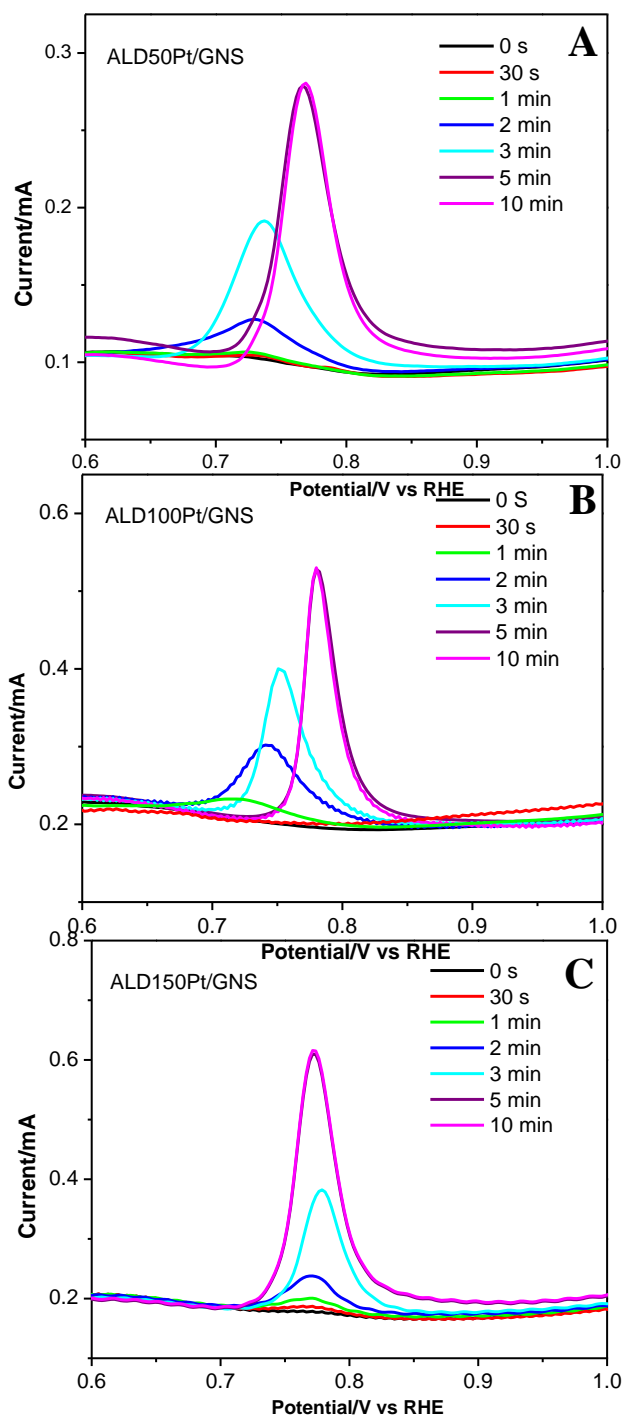 ALD50Pt/GNS
A
0 s
30 s
1 min
2 min
3 min
5 min
10 min
Current/mA
0.3
0.2
0.1
0.6 0.7 0.8 0.9 1.0
Potential/V vs RHE
ALD100Pt/GNS
B
0 S
30 s
1 min
2 min
3 min
5 min
10 min
Current/mA
0.6
0.4
0.2
0.6 0.7 0.8 0.9 1.0
Potential/V vs RHE
ALD150Pt/GNS
C
0 s
30 s
1 min
2 min
3 min
5 min
10 min
Current/mA
0.8
0.6
0.4
0.2
0.6 0.7 0.8 0.9 1.0
Potential/V vs RHE